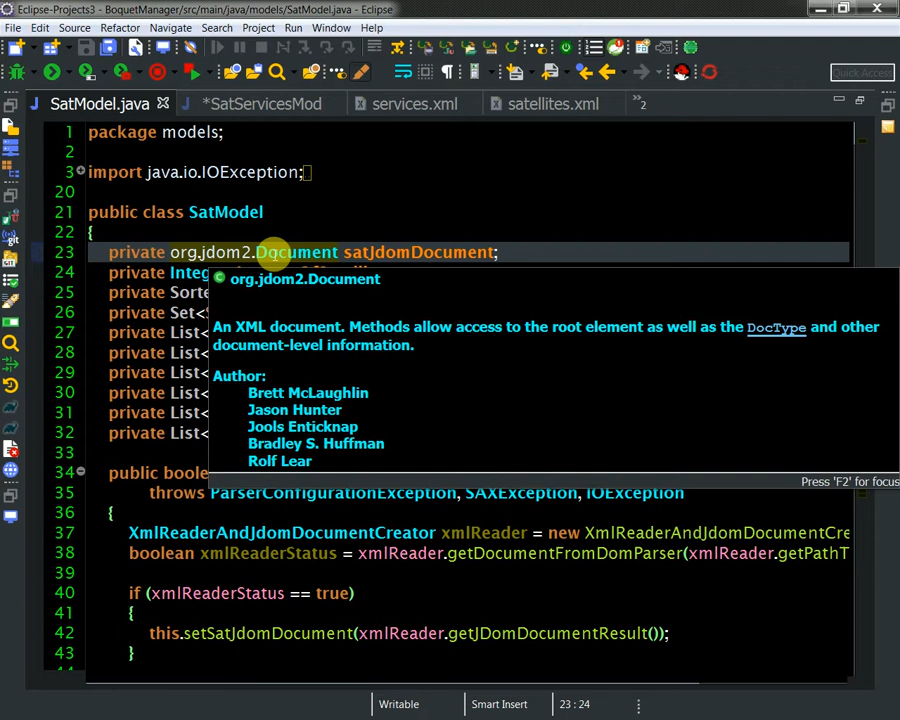 Eclipse-Projects3 - BoquetManager/src/main/java/models/SatModel.java - Eclipse
File Edit Source Refactor Navigate Search Project Run Window Help
Quick Access
SatModel.java *SatServicesMod services.xml satellites.xml »2
1 package models;
2
3 import java.io.IOException;
20
21 public class SatModel
22 {
23 private org.jdom2.Document satJdomDocument;
24 private Integ
25 private Sorte
26 private Set<
27 private List<
28 private List<
29 private List<
30 private List<
31 private List<
32 private List<
33
34 public boole
35 throws ParserConfigurationException, SAXException, IOException
36 {
37 XmlReaderAndJdomDocumentCreator xmlReader = new XmlReaderAndJdomDocumentCre
38 boolean xmlReaderStatus = xmlReader.getDocumentFromDomParser(xmlReader.getPathT
39
40 if (xmlReaderStatus == true)
41 {
42 this.setSatJdomDocument(xmlReader.getJDomDocumentResult());
43 }
org.jdom2.Document
An XML document. Methods allow access to the root element as well as the DocType and other
document-level information.
Author:
Brett McLaughlin
Jason Hunter
Jools Enticknap
Bradley S. Huffman
Rolf Lear
Press 'F2' for focus
Writable Smart Insert 23 : 24